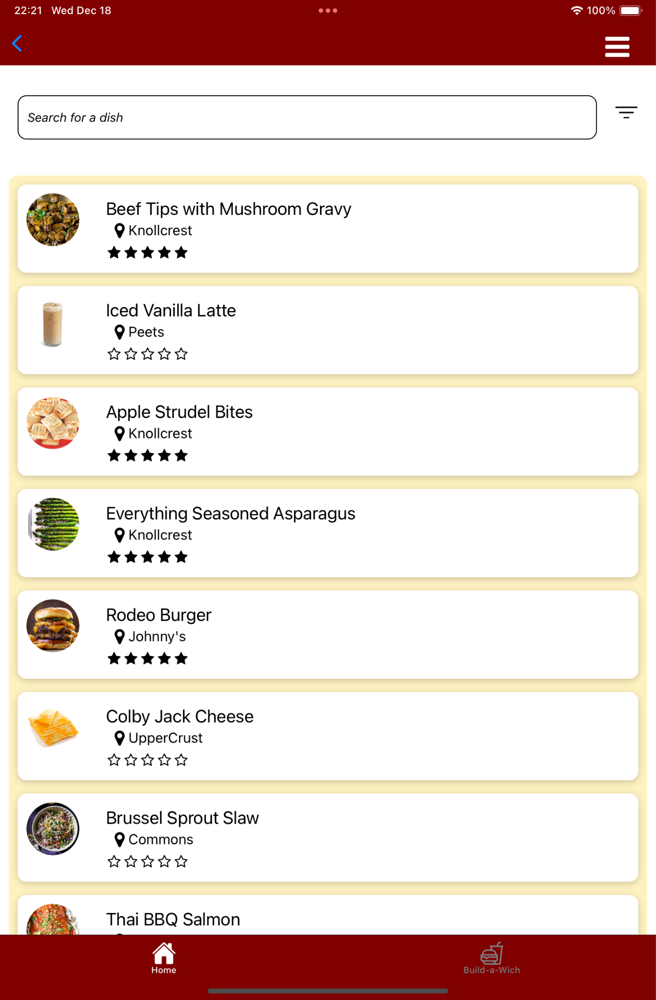 22:21 Wed Dec 18
100%
Search for a dish
Beef Tips with Mushroom Gravy
Knollcrest
Iced Vanilla Latte
Peets
Apple Strudel Bites
Knollcrest
Everything Seasoned Asparagus
Knollcrest
Rodeo Burger
Johnny's
Colby Jack Cheese
UpperCrust
Brussel Sprout Slaw
Commons
Thai BBQ Salmon
Home
Build-a-Wich